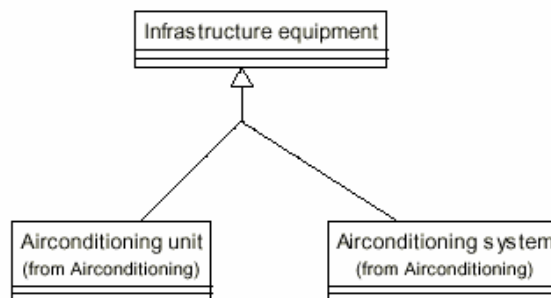 Infrastructure equipment
Airconditioning unit
(from Airconditioning)
Airconditioning system
(from Airconditioning)